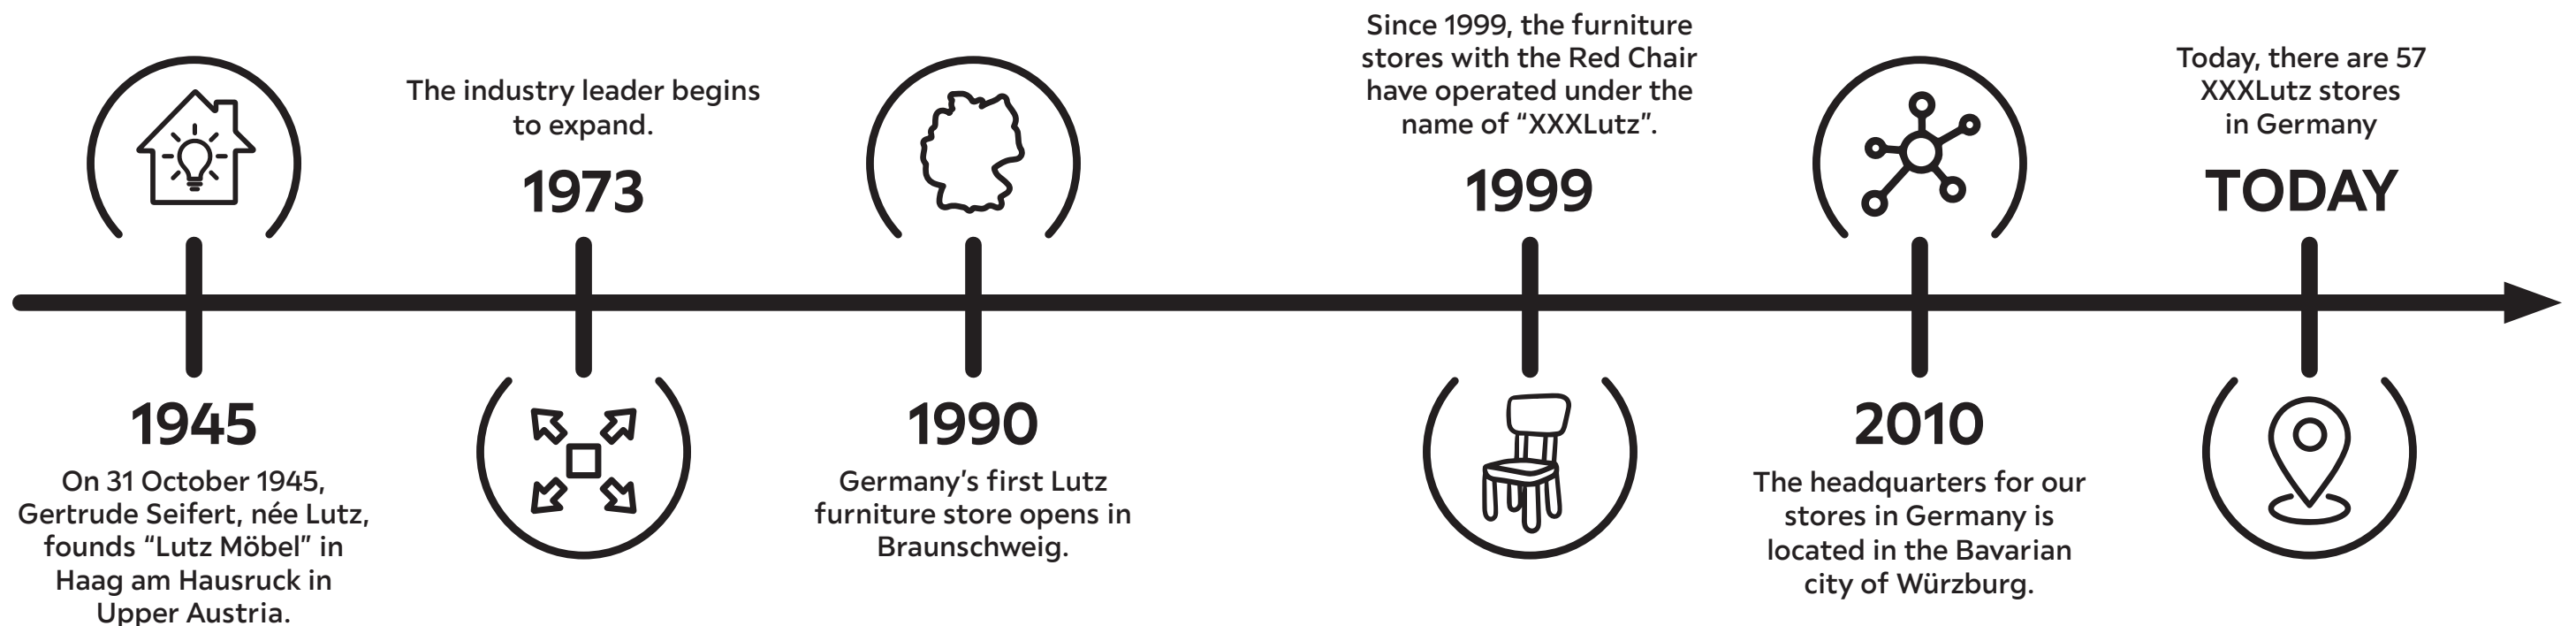 1945
On 31 October 1945,
Gertrude Seifert, née Lutz,
founds “Lutz Möbel” in
Haag am Hausruck in
Upper Austria.
The industry leader begins
to expand.
1973
1990
Germany’s first Lutz
furniture store opens in
Braunschweig.
Since 1999, the furniture
stores with the Red Chair
have operated under the
name of “XXXLutz”.
1999
2010
The headquarters for our
stores in Germany is
located in the Bavarian
city of Würzburg.
Today, there are 57
XXXLutz stores
in Germany
TODAY